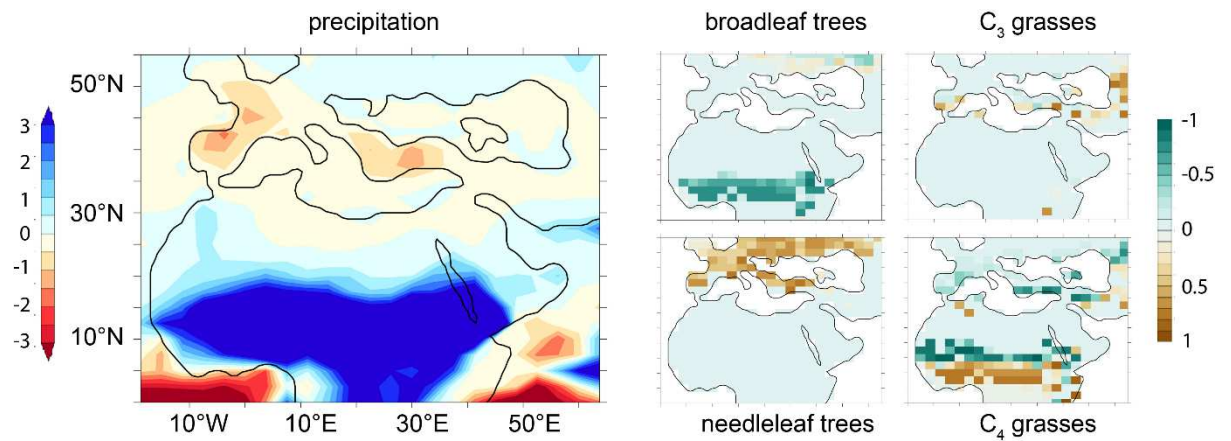 precipitation
broadleaf trees
C₃ grasses
50°N
30°N
10°N
10°W
10°E
30°E
50°E
3
2
1
0
-1
-2
-3
-1
-0.5
0
0.5
1
needleleaf trees
C₄ grasses